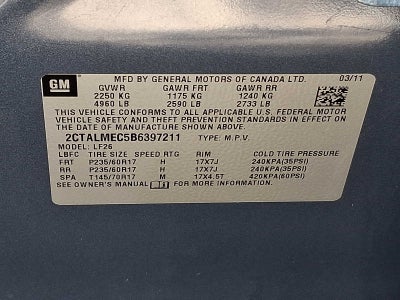 GM
MFD BY GENERAL MOTORS OF CANADA LTD. 03/11
GVWR GAWR FRT GAWR RR
2250 KG 1175 KG 1240 KG
4960 LB 2590 LB 2733 LB
THIS VEHICLE CONFORMS TO ALL APPLICABLE U.S. FEDERAL MOTOR
VEHICLE SAFETY AND THEFT PREVENTION STANDARDS IN EFFECT ON
THE DATE OF MANUFACTURE SHOWN ABOVE.
2CTALMEC5B6397211 TYPE: M.P.V.
MODEL: LF26
LBFC TIRE SIZE SPEED RTG RIM COLD TIRE PRESSURE
FRT P235/60R17 H 17X7J 240KPA(35PSI)
RR P235/60R17 H 17X7J 240KPA(35PSI)
SPA T145/70R17 M 17X4.5T 420KPA(60PSI)
SEE OWNER'S MANUAL FOR MORE INFORMATION.